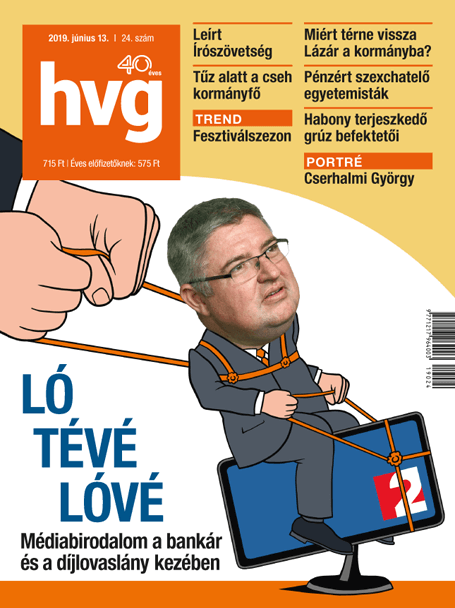 2019. június 13. | 24. szám
40
éves
hvg
715 Ft | Éves előfizetőknek: 575 Ft
Leírt
Írószövetség
Tűz alatt a cseh
kormányfő
TREND
Fesztiválszezon
Miért térne vissza
Lázár a kormányba?
Pénzért szexchatelő
egyetemisták
Habony terjeszkedő
grúz befektetői
PORTRÉ
Cserhalmi György
9771217964003
19024
LÓ
TÉVÉ
LÓVÉ
Médiabirodalom a bankár
és a díjlovaslány kezében
2